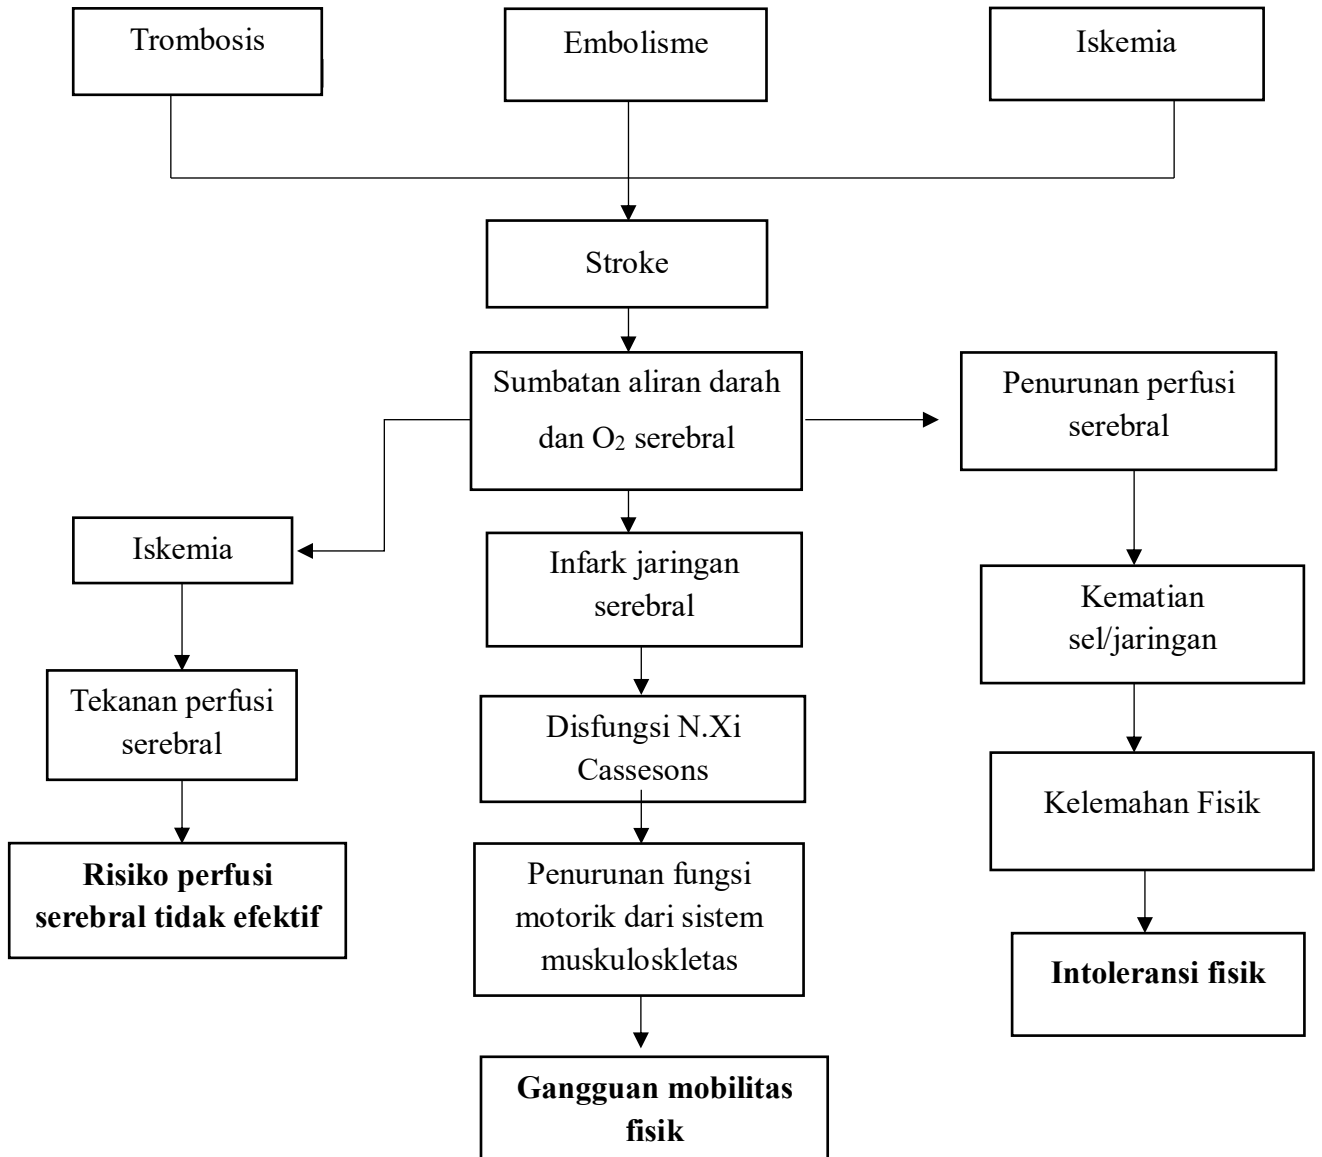 Trombosis
Embolisme
Iskemia
Stroke
Sumbatan aliran darah
dan O₂ serebral
Penurunan perfusi
serebral
Iskemia
Infark jaringan
serebral
Kematian
sel/jaringan
Tekanan perfusi
serebral
Disfungsi N.Xi
Cassesons
Kelemahan Fisik
Risiko perfusi
serebral tidak efektif
Penurunan fungsi
motorik dari sistem
muskuloskletas
Intoleransi fisik
Gangguan mobilitas
fisik